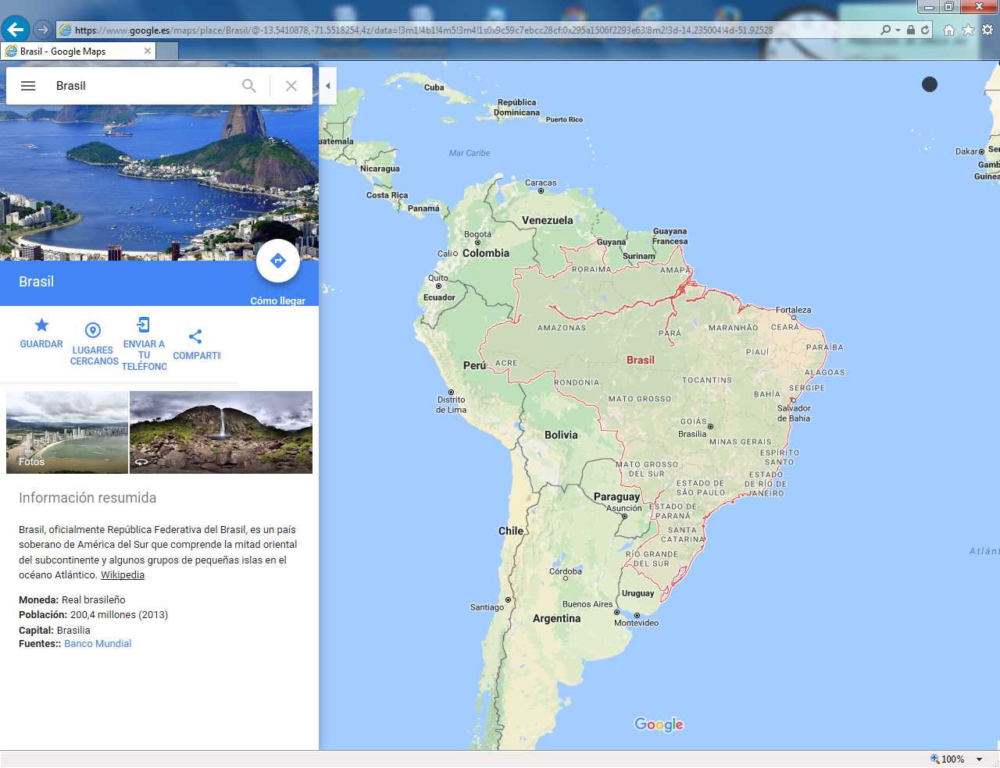 https://www.google.es/maps/place/Brasil/@-13.5410878,-71.5518254,4z/data=!3m1!4b1!4m5!3m4!1s0x9c59c7ebcc28cf:0x295a1506f2293e63!8m2!3d-14.235004!4d-51.92528
Brasil - Google Maps
Brasil
Brasil
Cómo llegar
GUARDAR
LUGARES
CERCANOS
ENVIAR A
TU
TELÉFONO
COMPARTI
Fotos
Información resumida
Brasil, oficialmente República Federativa del Brasil, es un país
soberano de América del Sur que comprende la mitad oriental
del subcontinente y algunos grupos de pequeñas islas en el
océano Atlántico. Wikipedia
Moneda: Real brasileño
Población: 200,4 millones (2013)
Capital: Brasilia
Fuentes:: Banco Mundial
Cuba
República
Dominicana
Puerto Rico
uatemala
Mar Caribe
Nicaragua
Costa Rica
Panamá
Caracas
Venezuela
Dakar
Se
Gamb
Guinea
Bogotá
Cali
Colombia
Guyana
Guayana
Francesa
Surinam
RORAIMA
AMAPÁ
Quito
Ecuador
Fortaleza
AMAZONAS
PARÁ
MARANHÃO
CEARÁ
PARAÍBA
PIAUÍ
Perú
ACRE
Brasil
ALAGOAS
RONDONIA
TOCANTINS
SERGIPE
BAHÍA
MATO GROSSO
Distrito
de Lima
Salvador
de Bahía
GOIÁS
Brasilia
Bolivia
MINAS GERAIS
ESPÍRITO
SANTO
MATO GROSSO
DEL SUR
ESTADO
DE RÍO DE
JANEIRO
ESTADO DE
SÃO PAULO
Paraguay
Asunción
ESTADO DE
PARANÁ
Chile
SANTA
CATARINA
RÍO GRANDE
DEL SUR
Atlánt
Córdoba
Uruguay
Santiago
Buenos Aires
Argentina
Montevideo
Google
100%